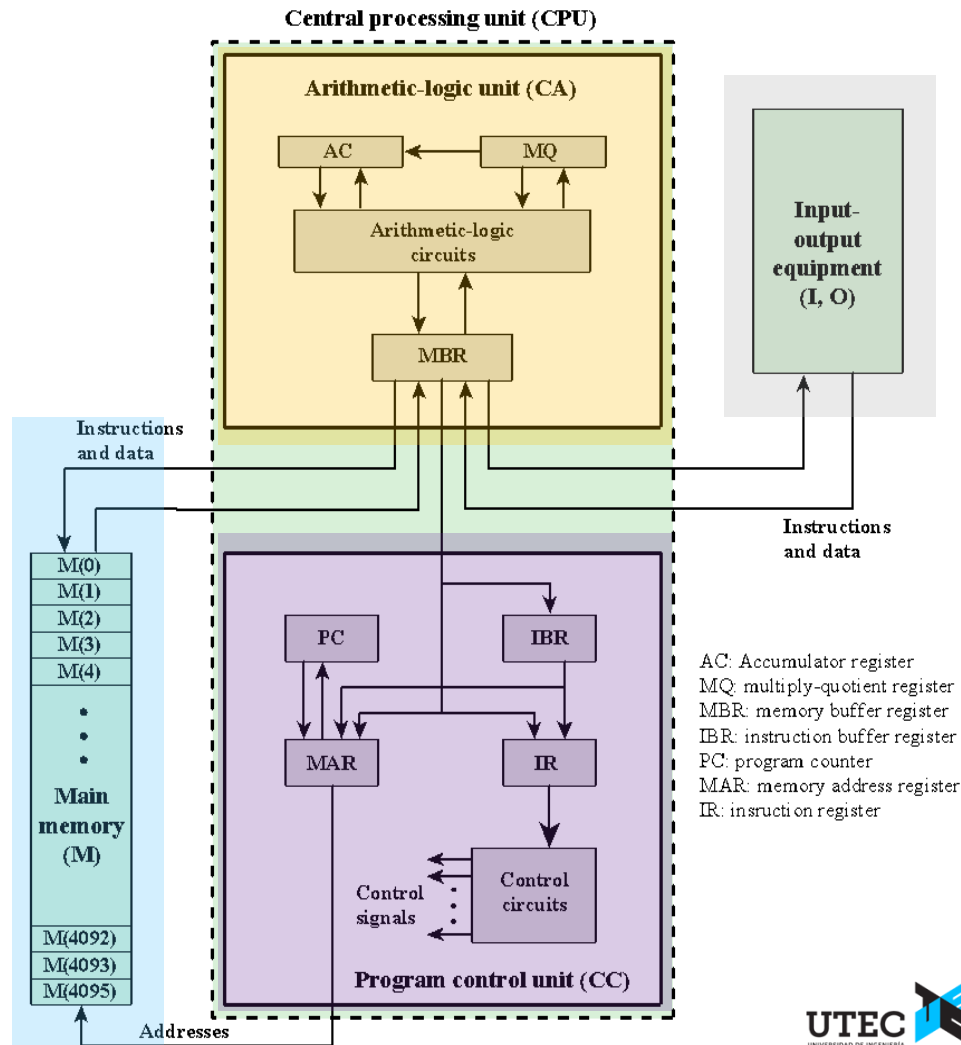 Central processing unit (CPU)
Arithmetic-logic unit (CA)
AC
MQ
Arithmetic-logic
circuits
MBR
Input-
output
equipment
(I, O)
Instructions
and data
Instructions
and data
M(0)
M(1)
M(2)
M(3)
M(4)
Main
memory
(M)
M(4092)
M(4093)
M(4095)
PC
IBR
MAR
IR
Control
signals
Control
circuits
Program control unit (CC)
Addresses
AC: Accumulator register
MQ: multiply-quotient register
MBR: memory buffer register
IBR: instruction buffer register
PC: program counter
MAR: memory address register
IR: insruction register
UTEC
UNIVERSIDAD DE INGENIERÍA